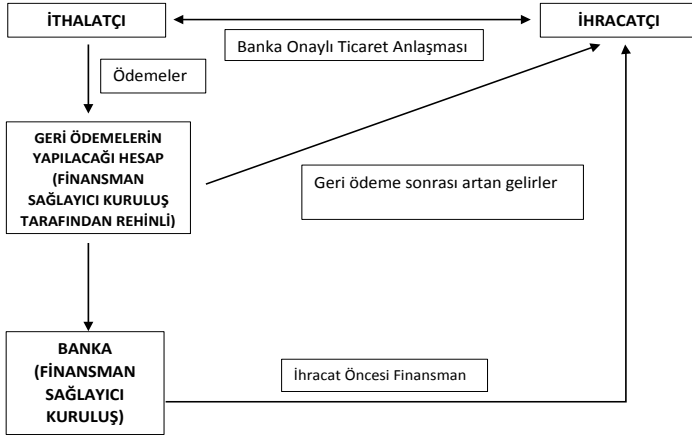 İTHALATÇI
İHRACATÇI
Banka Onaylı Ticaret Anlaşması
Ödemeler
GERİ ÖDEMELERİN
YAPILACAĞI HESAP
(FİNANSMAN
SAĞLAYICI KURULUŞ
TARAFINDAN REHİNLİ)
Geri ödeme sonrası artan gelirler
BANKA
(FİNANSMAN
SAĞLAYICI
KURULUŞ)
İhracat Öncesi Finansman